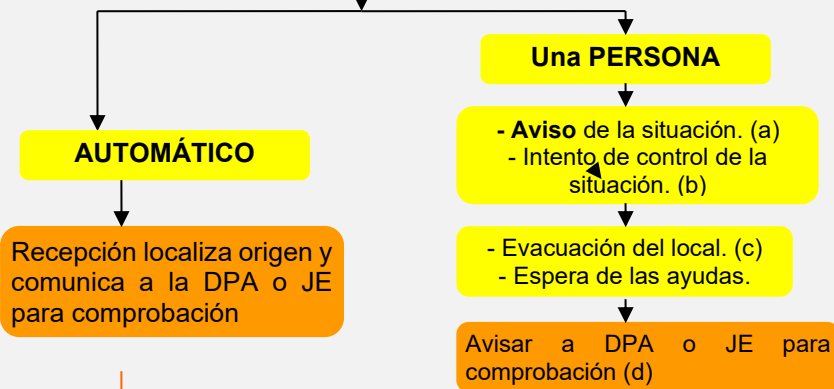 Una PERSONA
- Aviso de la situación. (a)
- Intento de control de la
situación. (b)
AUTOMÁTICO
Recepción localiza origen y
comunica a la DPA o JE
para comprobación
- Evacuación del local. (c)
- Espera de las ayudas.
Avisar a DPA o JE para
comprobación (d)